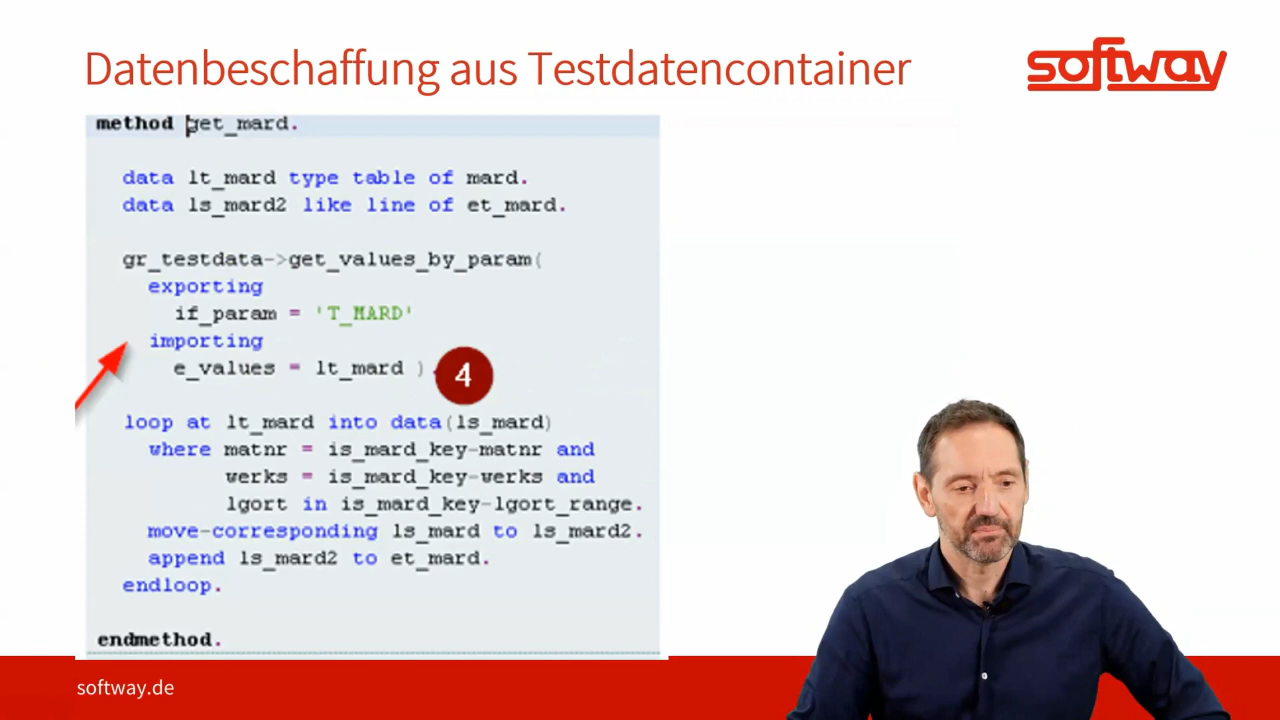 Datenbeschaffung aus Testdatencontainer
softway
method get_mard.
data lt_mard type table of mard.
data ls_mard2 like line of et_mard.
gr_testdata->get_values_by_param(
exporting
if_param = 'T_MARD'
importing
e_values = lt_mard ).
4
loop at lt_mard into data(ls_mard)
where matnr = is_mard_key-matnr and
werks = is_mard_key-werks and
lgort in is_mard_key-lgort_range.
move-corresponding ls_mard to ls_mard2.
append ls_mard2 to et_mard.
endloop.
endmethod.
softway.de